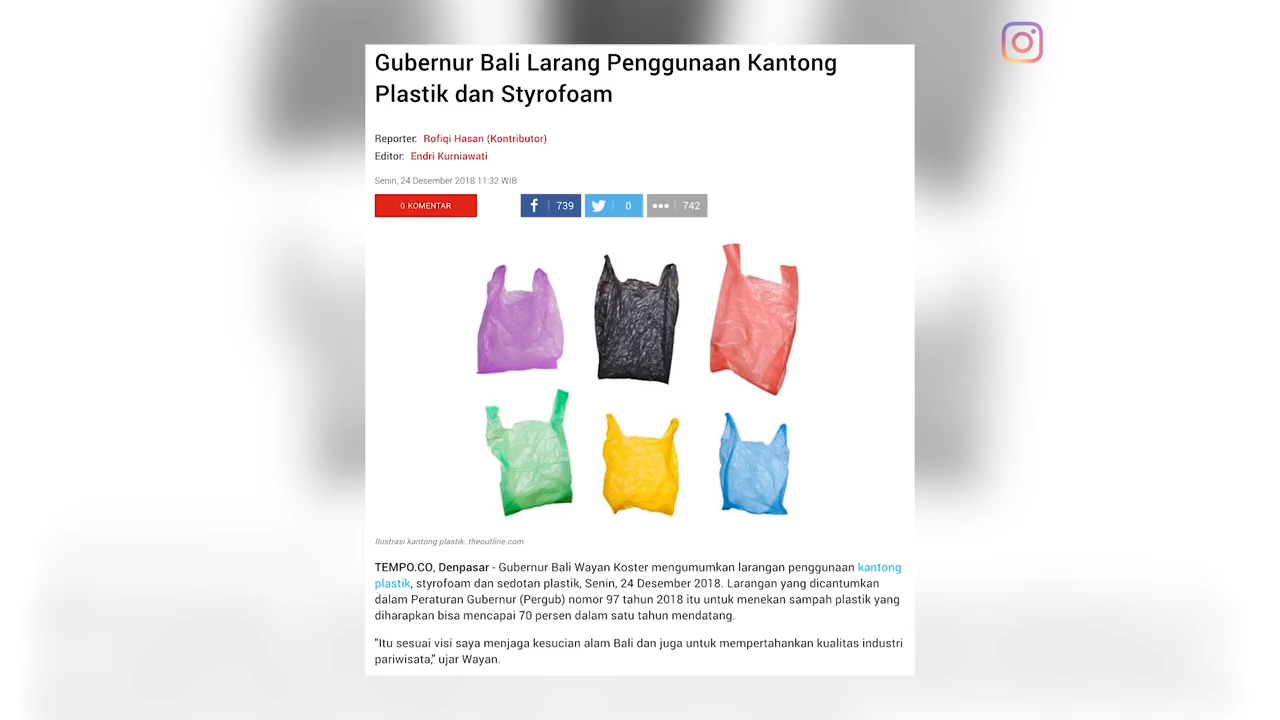 Gubernur Bali Larang Penggunaan Kantong
Plastik dan Styrofoam
Reporter: Rofiqi Hasan (Kontributor)
Editor: Endri Kurniawati
Senin, 24 Desember 2018 11:32 WIB
0 KOMENTAR
739
0
742
Ilustrasi kantong plastik. theoutline.com
TEMPO.CO, Denpasar - Gubernur Bali Wayan Koster mengumumkan larangan penggunaan kantong
plastik, styrofoam dan sedotan plastik, Senin, 24 Desember 2018. Larangan yang dicantumkan
dalam Peraturan Gubernur (Pergub) nomor 97 tahun 2018 itu untuk menekan sampah plastik yang
diharapkan bisa mencapai 70 persen dalam satu tahun mendatang.
"Itu sesuai visi saya menjaga kesucian alam Bali dan juga untuk mempertahankan kualitas industri
pariwisata," ujar Wayan.